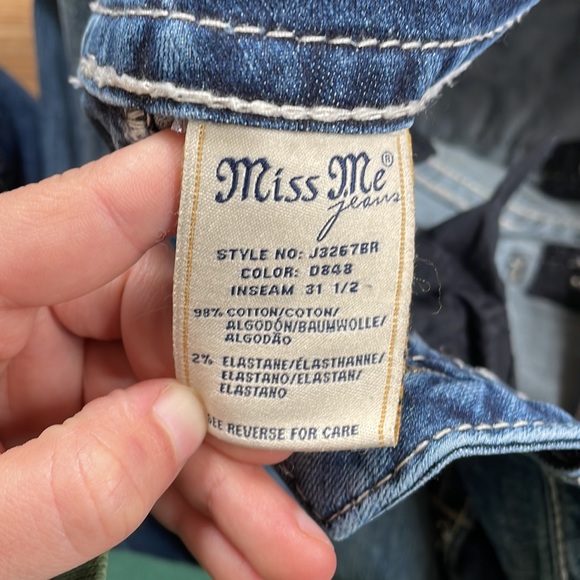 Miss Me®
jeans
STYLE NO: J3267BR
COLOR: D848
INSEAM 31 1/2
98% COTTON/COTON/
ALGODÓN/BAUMWOLLE/
ALGODÃO
2% ELASTANE/ÉLASTHANNE/
ELASTANO/ELASTAN/
ELASTANO
SEE REVERSE FOR CARE